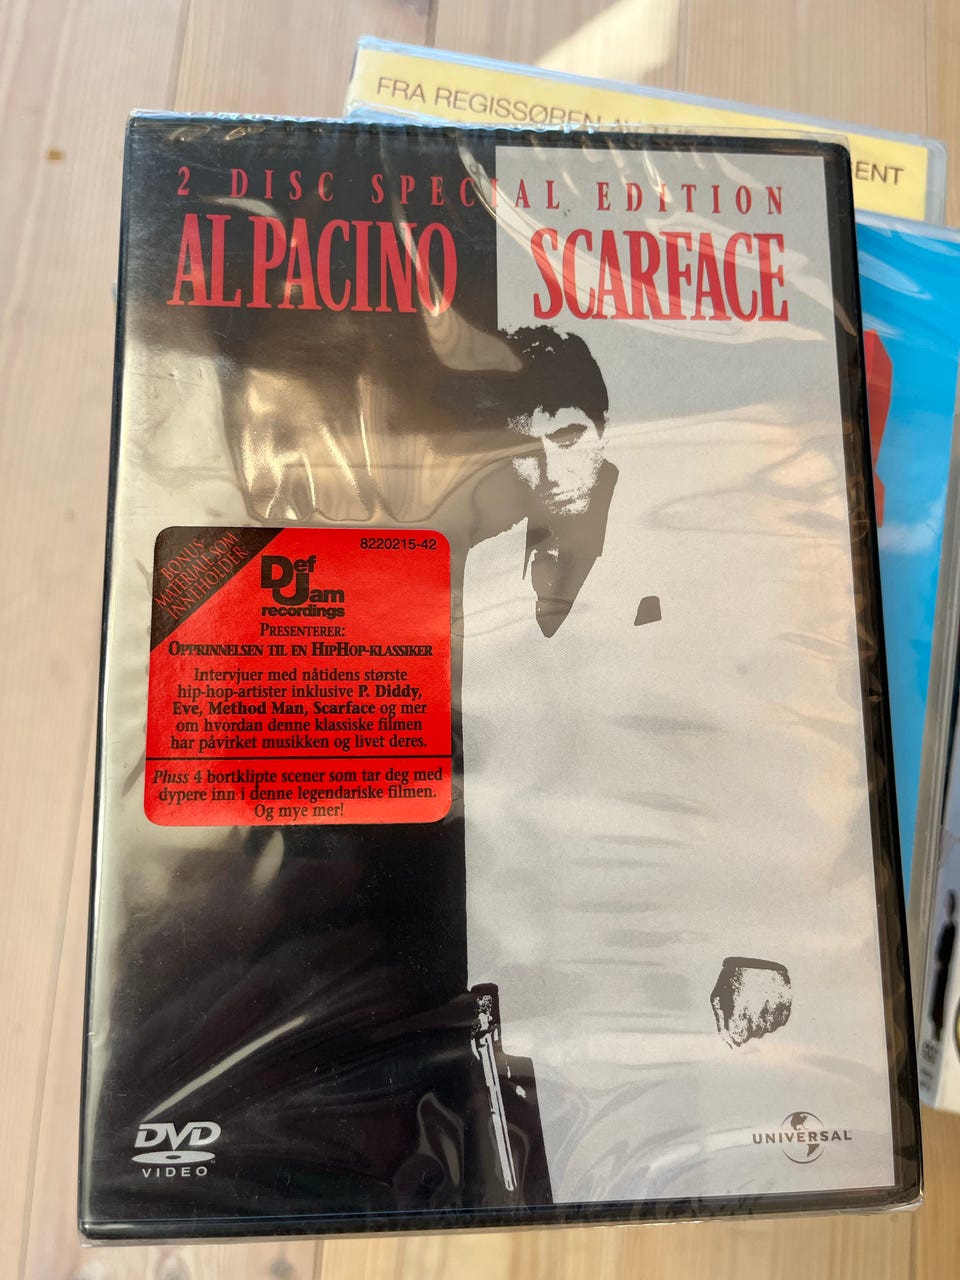 FRA REGISSØREN AV
ENT
2 DISC SPECIAL EDITION
AL PACINO SCARFACE
BONUS
MATERIALE SOM
INNEHOLDER
8220215-42
Def
Jam
recordings
PRESENTERER:
OPPRINNELSEN TIL EN HIPHOP-KLASSIKER
Intervjuer med nåtidens største
hip-hop-artister inklusive P. Diddy,
Eve, Method Man, Scarface og mer
om hvordan denne klassiske filmen
har påvirket musikken og livet deres.
Pluss 4 bortklipte scener som tar deg med
dypere inn i denne legendariske filmen.
Og mye mer!
DVD
VIDEO
UNIVERSAL